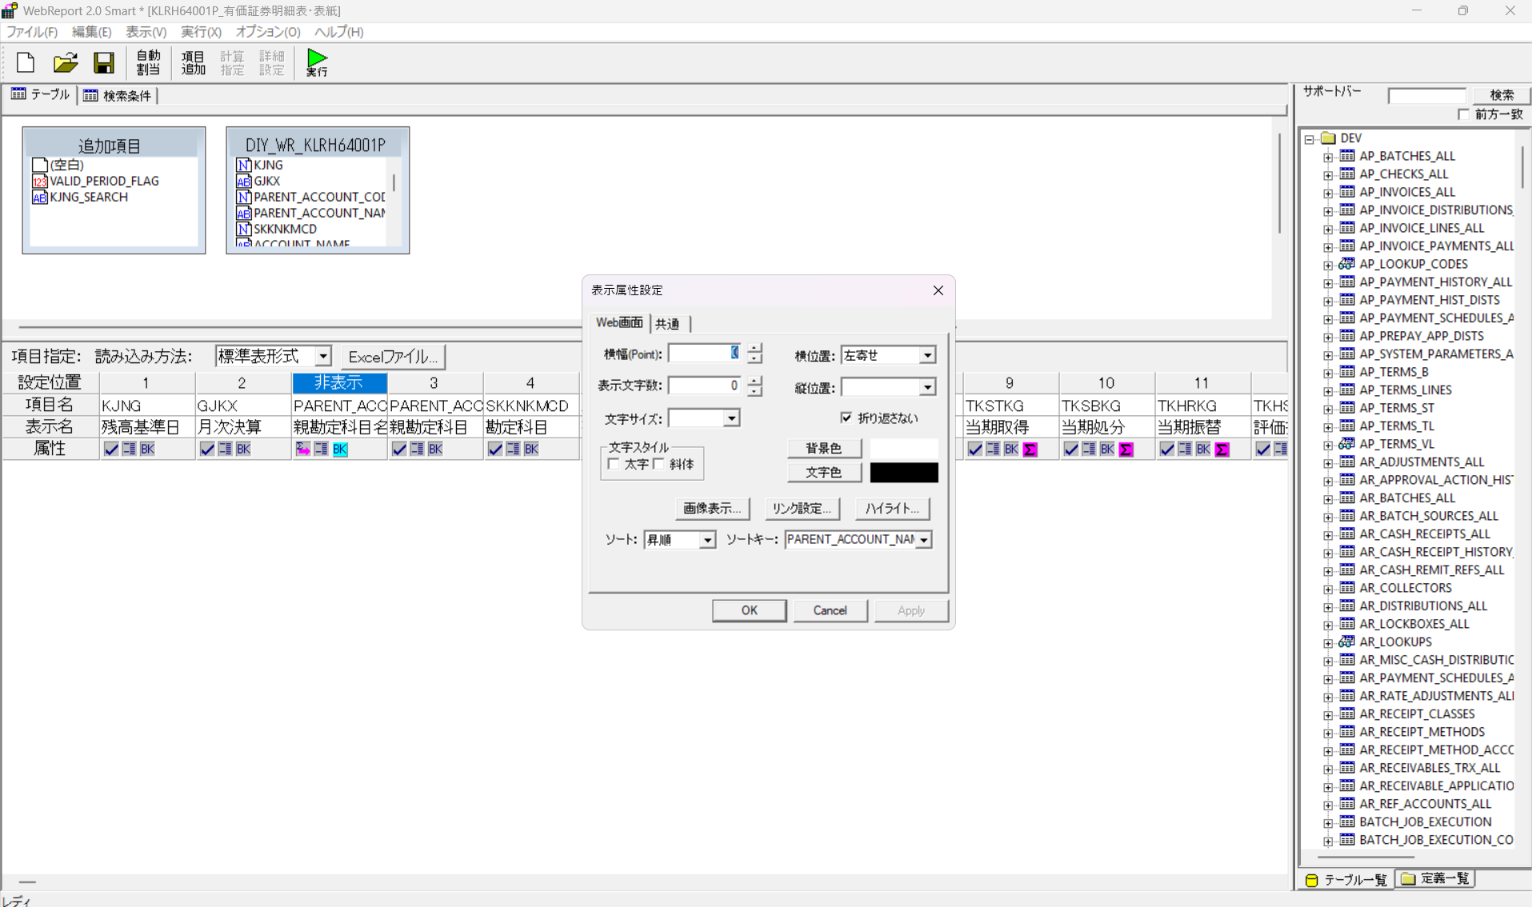 WebReport 2.0 Smart * [KLRH64001P_有価証券明細表-表紙]
ファイル(F) 編集(E) 表示(V) 実行(X) オプション(O) ヘルプ(H)
自動割当 項目追加 計算指定 詳細設定 実行
テーブル 検索条件
追加項目
(空白)
VALID_PERIOD_FLAG
KJNG_SEARCH
DIY_WR_KLRH64001P
KJNG
GJKX
PARENT_ACCOUNT_COD
PARENT_ACCOUNT_NAM
SKKNKMCD
ACCOUNT_NAME
項目指定: 読み込み方法: 標準表形式 Excelファイル...
設定位置 1 2 非表示 3 4 9 10 11
項目名 KJNG GJKX PARENT_ACC PARENT_ACC SKKNKMCD TKSTKG TKSBKG TKHRKG TKHS
表示名 残高基準日 月次決算 親勘定科目名 親勘定科目 勘定科目 当期取得 当期処分 当期振替 評価
属性 BK BK BK BK BK BK Σ BK Σ BK Σ
表示属性設定
Web画面 共通
横幅(Point): 0 横位置: 左寄せ
表示文字数: 0 縦位置:
文字サイズ: 折り返さない
文字スタイル
太字 斜体
背景色
文字色
画像表示... リンク設定... ハイライト...
ソート: 昇順 ソートキー: PARENT_ACCOUNT_NAM
OK Cancel Apply
サポートバー 検索
前方一致
DEV
AP_BATCHES_ALL
AP_CHECKS_ALL
AP_INVOICES_ALL
AP_INVOICE_DISTRIBUTIONS_
AP_INVOICE_LINES_ALL
AP_INVOICE_PAYMENTS_ALL
AP_LOOKUP_CODES
AP_PAYMENT_HISTORY_ALL
AP_PAYMENT_HIST_DISTS
AP_PAYMENT_SCHEDULES_A
AP_PREPAY_APP_DISTS
AP_SYSTEM_PARAMETERS_A
AP_TERMS_B
AP_TERMS_LINES
AP_TERMS_ST
AP_TERMS_TL
AP_TERMS_VL
AR_ADJUSTMENTS_ALL
AR_APPROVAL_ACTION_HIS
AR_BATCHES_ALL
AR_BATCH_SOURCES_ALL
AR_CASH_RECEIPTS_ALL
AR_CASH_RECEIPT_HISTORY_
AR_CASH_REMIT_REFS_ALL
AR_COLLECTORS
AR_DISTRIBUTIONS_ALL
AR_LOCKBOXES_ALL
AR_LOOKUPS
AR_MISC_CASH_DISTRIBUTIO
AR_PAYMENT_SCHEDULES_A
AR_RATE_ADJUSTMENTS_ALL
AR_RECEIPT_CLASSES
AR_RECEIPT_METHODS
AR_RECEIPT_METHOD_ACCO
AR_RECEIVABLES_TRX_ALL
AR_RECEIVABLE_APPLICATIO
AR_REF_ACCOUNTS_ALL
BATCH_JOB_EXECUTION
BATCH_JOB_EXECUTION_CO
テーブル一覧 定義一覧
レディ